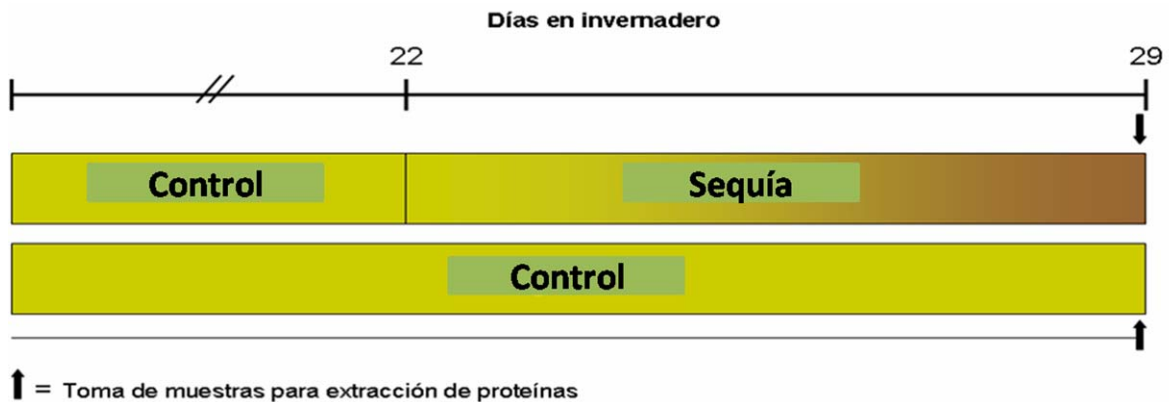 Días en invernadero
22 29
Control Sequía
Control
= Toma de muestras para extracción de proteínas